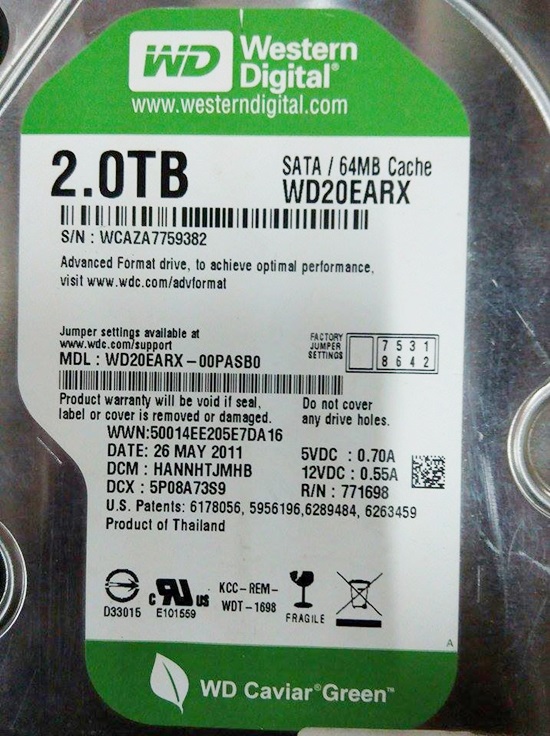 WD Western Digital®
www.westerndigital.com
2.0TB
SATA / 64MB Cache
WD20EARX
S/N : WCAZA7759382
Advanced Format drive, to achieve optimal performance,
visit www.wdc.com/advformat
Jumper settings available at
www.wdc.com/support
MDL : WD20EARX-00PASB0
FACTORY JUMPER SETTINGS
7 5 3 1
8 6 4 2
Product warranty will be void if seal,
label or cover is removed or damaged.
Do not cover
any drive holes.
WWN:50014EE205E7DA16
DATE: 26 MAY 2011
DCM : HANNHTJMHB
DCX : 5P08A73S9
5VDC : 0.70A
12VDC : 0.55A
R/N : 771698
U.S. Patents: 6178056, 5956196,6289484, 6263459
Product of Thailand
D33015
c RU US
E101559
KCC-REM-
WDT-1698
FRAGILE
A
WD Caviar®Green™